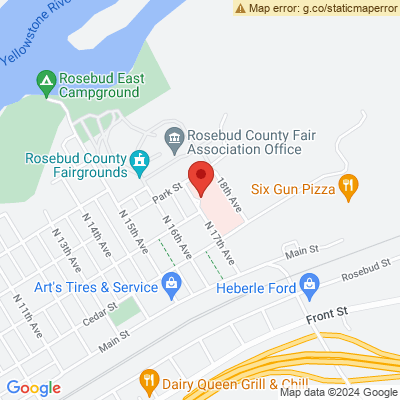 Map error: g.co/staticmaperror
Yellowstone River
Rosebud East
Campground
Rosebud County Fair
Association Office
Rosebud County
Fairgrounds
Park St
18th Ave
Six Gun Pizza
N 13th Ave
N 14th Ave
N 15th Ave
N 16th Ave
N 17th Ave
Main St
Rosebud St
Art's Tires & Service
Heberle Ford
N 11th Ave
Cedar St
Front St
Main St
Dairy Queen Grill & Chill
Google
Map data ©2024 Google